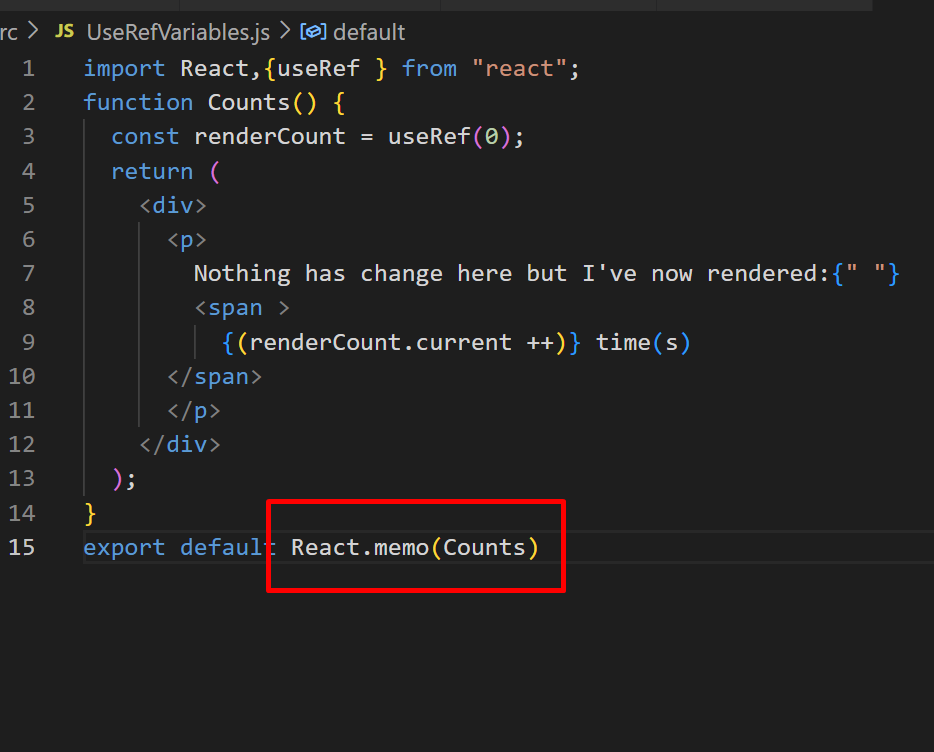 rc > JS UseRefVariables.js > default
1 import React,{useRef } from "react";
2 function Counts() {
3 const renderCount = useRef(0);
4 return (
5 <div>
6 <p>
7 Nothing has change here but I've now rendered:{" "}
8 <span >
9 {(renderCount.current ++)} time(s)
10 </span>
11 </p>
12 </div>
13 );
14 }
15 export default React.memo(Counts)